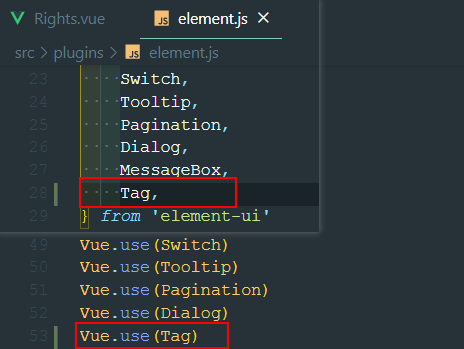 Rights.vue
JS element.js ×
src > plugins > JS element.js
23 Switch,
24 Tooltip,
25 Pagination,
26 Dialog,
27 MessageBox,
28 Tag,
29 } from 'element-ui'
49 Vue.use(Switch)
50 Vue.use(Tooltip)
51 Vue.use(Pagination)
52 Vue.use(Dialog)
53 Vue.use(Tag)